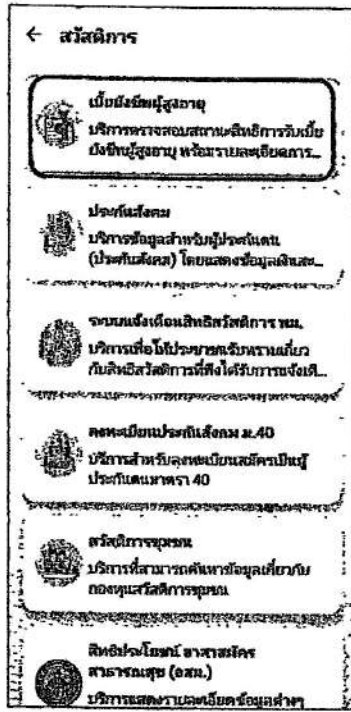 ← สวัสดิการ
เบี้ยยังชีพผู้สูงอายุ
บริการตรวจสอบสถานะสิทธิการรับเบี้ย
ยังชีพผู้สูงอายุ พร้อมรายละเอียดการ...
ประกันสังคม
บริการข้อมูลสำหรับผู้ประกันตน
(ประกันสังคม) โดยแสดงข้อมูลเงินสะ...
ระบบแจ้งเตือนสิทธิสวัสดิการ พม.
บริการเพื่อให้ประชาชนรับทราบเกี่ยว
กับสิทธิสวัสดิการที่พึงได้รับการแจ้งเตื...
ลงทะเบียนประกันสังคม ม.40
บริการสำหรับลงทะเบียนสมัครเป็นผู้
ประกันตนมาตรา 40
สวัสดิการชุมชน
บริการที่สามารถค้นหาข้อมูลเกี่ยวกับ
กองทุนสวัสดิการชุมชน
สิทธิประโยชน์ อาสาสมัคร
สาธารณสุข (อสม.)
บริการแสดงรายละเอียดข้อมูลต่างๆ